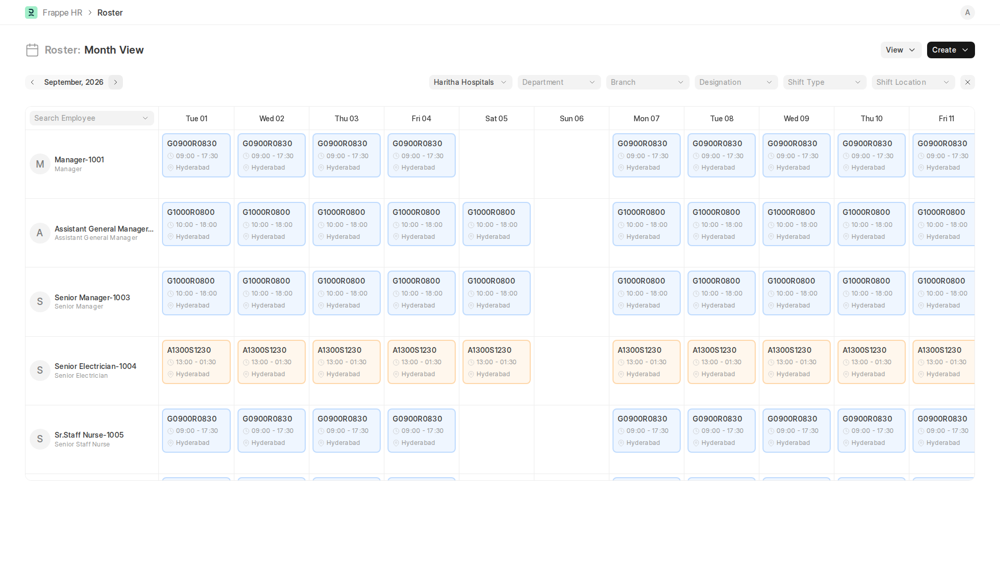 Frappe HR > Roster
A
Roster: Month View
View
Create
September, 2026
Haritha Hospitals
Department
Branch
Designation
Shift Type
Shift Location
Search Employee
Tue 01
Wed 02
Thu 03
Fri 04
Sat 05
Sun 06
Mon 07
Tue 08
Wed 09
Thu 10
Fri 11
M
Manager-1001
Manager
G0900R0830 G0900R0830 G0900R0830 G0900R0830 G0900R0830 G0900R0830 G0900R0830 G0900R0830 G0900R0830
09:00 - 17:30 09:00 - 17:30 09:00 - 17:30 09:00 - 17:30 09:00 - 17:30 09:00 - 17:30 09:00 - 17:30 09:00 - 17:30 09:00 - 17:30
Hyderabad Hyderabad Hyderabad Hyderabad Hyderabad Hyderabad Hyderabad Hyderabad Hyderabad
A
Assistant General Manager...
Assistant General Manager
G1000R0800 G1000R0800 G1000R0800 G1000R0800 G1000R0800 G1000R0800 G1000R0800 G1000R0800 G1000R0800 G1000R0800
10:00 - 18:00 10:00 - 18:00 10:00 - 18:00 10:00 - 18:00 10:00 - 18:00 10:00 - 18:00 10:00 - 18:00 10:00 - 18:00 10:00 - 18:00 10:00 - 18:00
Hyderabad Hyderabad Hyderabad Hyderabad Hyderabad Hyderabad Hyderabad Hyderabad Hyderabad Hyderabad
S
Senior Manager-1003
Senior Manager
G1000R0800 G1000R0800 G1000R0800 G1000R0800 G1000R0800 G1000R0800 G1000R0800 G1000R0800 G1000R0800 G1000R0800
10:00 - 18:00 10:00 - 18:00 10:00 - 18:00 10:00 - 18:00 10:00 - 18:00 10:00 - 18:00 10:00 - 18:00 10:00 - 18:00 10:00 - 18:00 10:00 - 18:00
Hyderabad Hyderabad Hyderabad Hyderabad Hyderabad Hyderabad Hyderabad Hyderabad Hyderabad Hyderabad
S
Senior Electrician-1004
Senior Electrician
A1300S1230 A1300S1230 A1300S1230 A1300S1230 A1300S1230 A1300S1230 A1300S1230 A1300S1230 A1300S1230 A1300S1230
13:00 - 01:30 13:00 - 01:30 13:00 - 01:30 13:00 - 01:30 13:00 - 01:30 13:00 - 01:30 13:00 - 01:30 13:00 - 01:30 13:00 - 01:30 13:00 - 01:30
Hyderabad Hyderabad Hyderabad Hyderabad Hyderabad Hyderabad Hyderabad Hyderabad Hyderabad Hyderabad
S
Sr.Staff Nurse-1005
Senior Staff Nurse
G0900R0830 G0900R0830 G0900R0830 G0900R0830 G0900R0830 G0900R0830 G0900R0830 G0900R0830 G0900R0830
09:00 - 17:30 09:00 - 17:30 09:00 - 17:30 09:00 - 17:30 09:00 - 17:30 09:00 - 17:30 09:00 - 17:30 09:00 - 17:30 09:00 - 17:30
Hyderabad Hyderabad Hyderabad Hyderabad Hyderabad Hyderabad Hyderabad Hyderabad Hyderabad